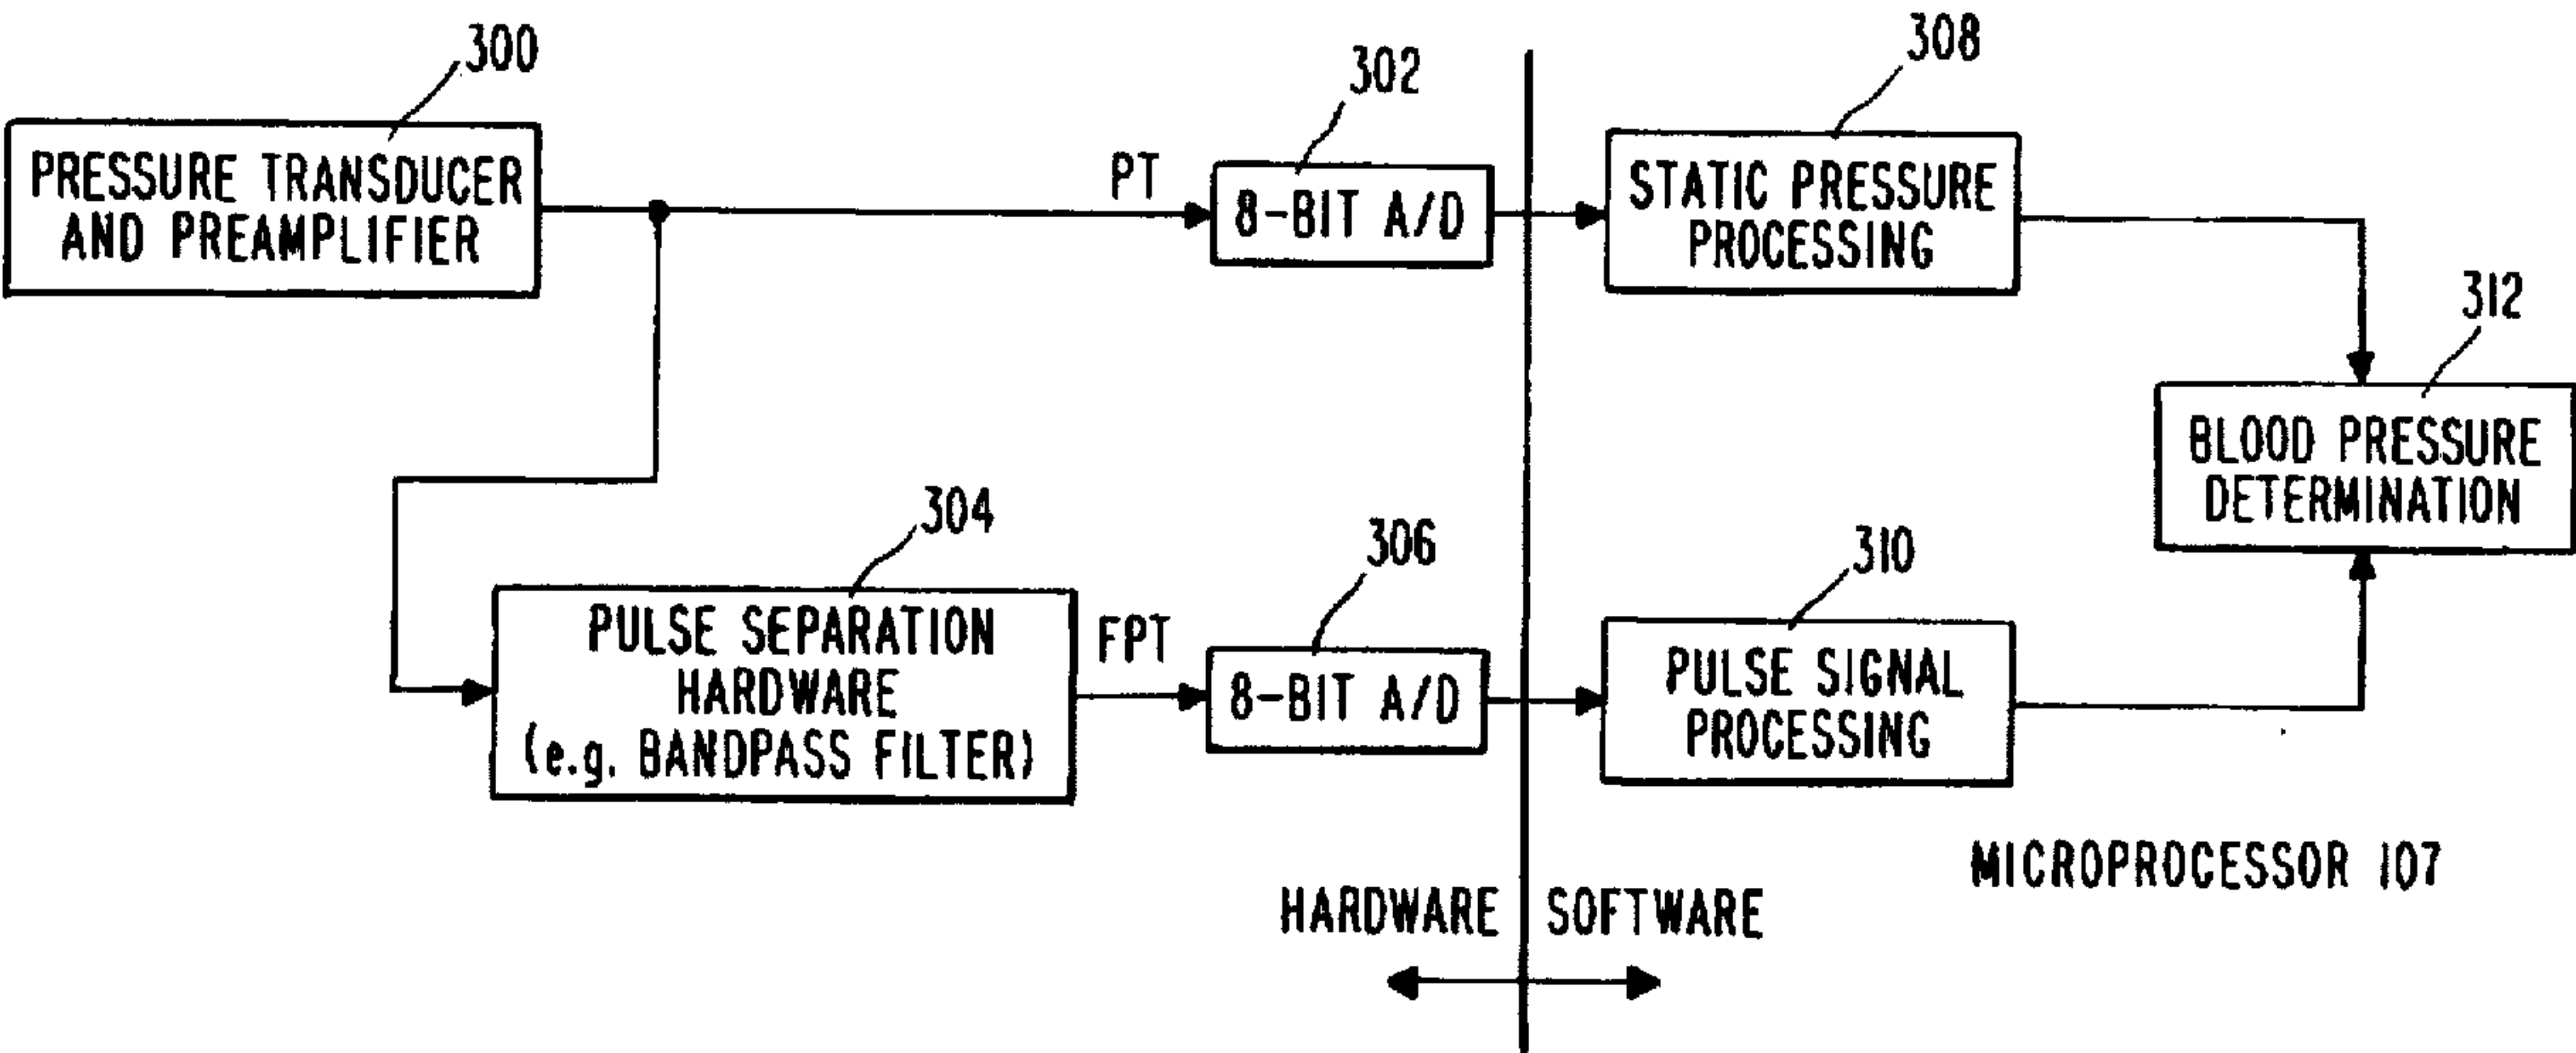 300
PRESSURE TRANSDUCER
AND PREAMPLIFIER
PT
302
8-BIT A/D
308
STATIC PRESSURE
PROCESSING
312
BLOOD PRESSURE
DETERMINATION
304
PULSE SEPARATION
HARDWARE
(e.g. BANDPASS FILTER)
FPT
306
8-BIT A/D
310
PULSE SIGNAL
PROCESSING
MICROPROCESSOR 107
HARDWARE
SOFTWARE